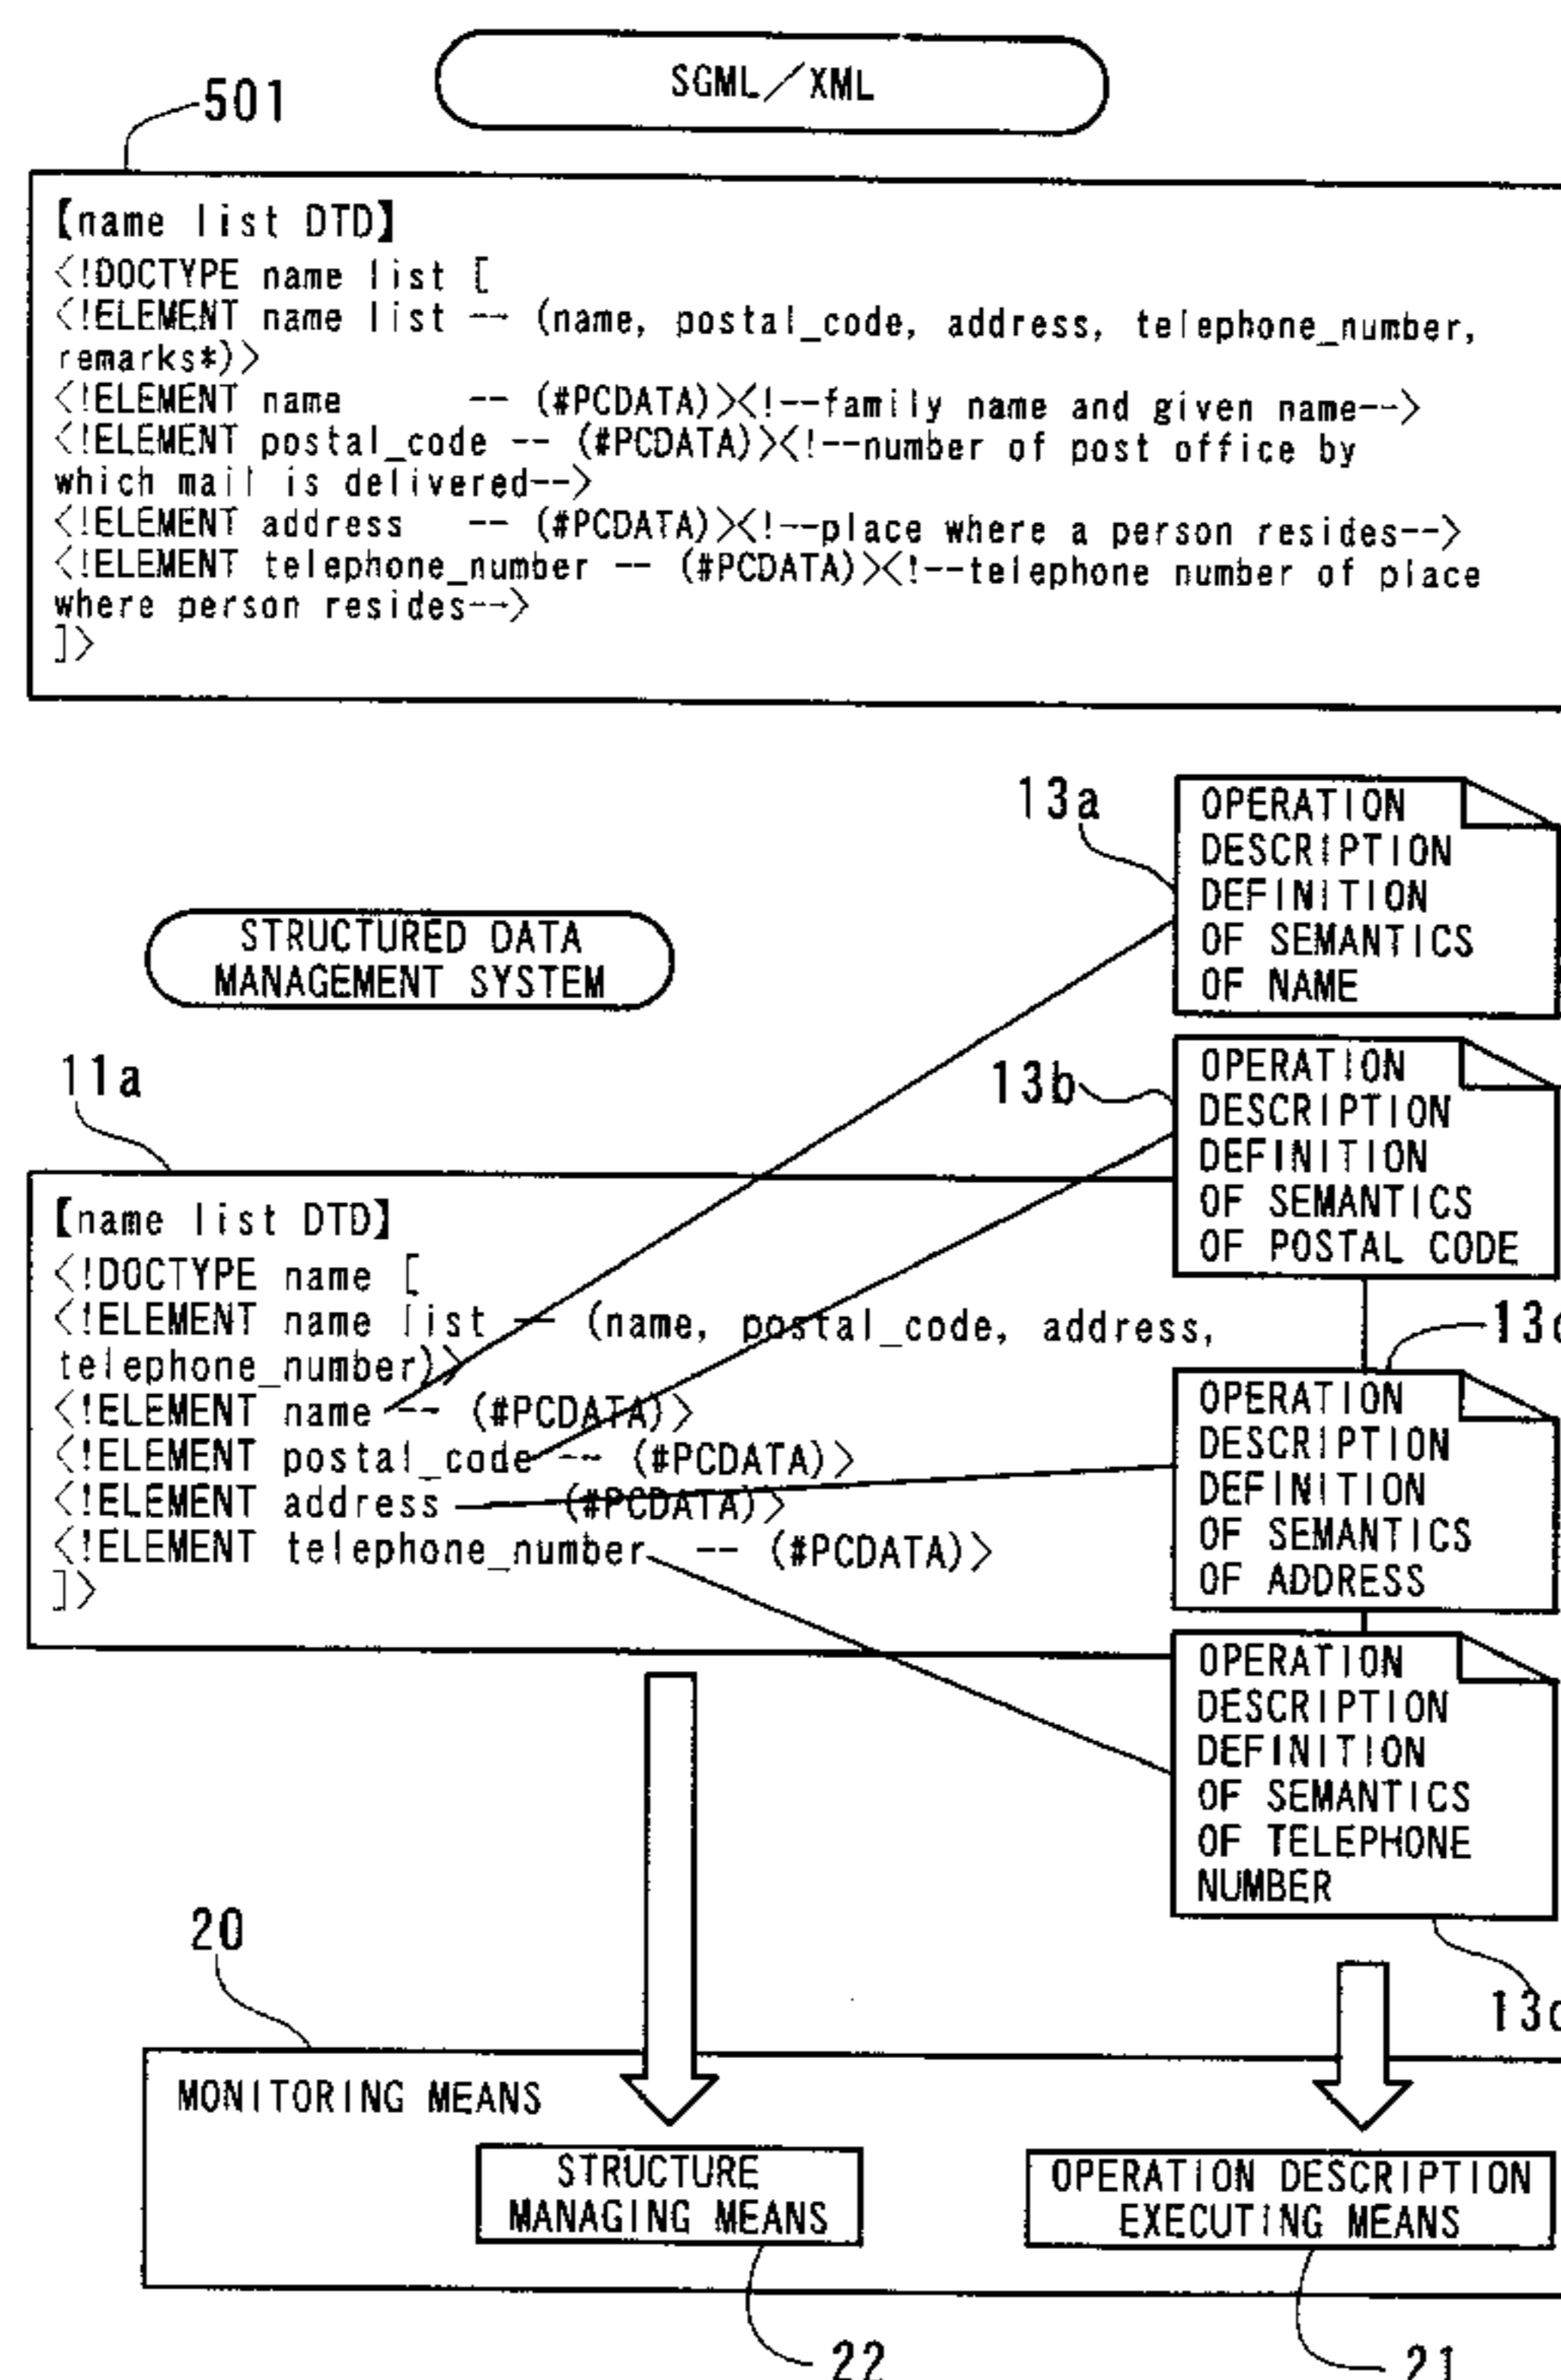 SGML/XML
501
【name list DTD】
<!DOCTYPE name list [
<!ELEMENT name list -- (name, postal_code, address, telephone_number,
remarks*)>
<!ELEMENT name -- (#PCDATA)><!--family name and given name-->
<!ELEMENT postal_code -- (#PCDATA)><!--number of post office by
which mail is delivered-->
<!ELEMENT address -- (#PCDATA)><!--place where a person resides-->
<!ELEMENT telephone_number -- (#PCDATA)><!--telephone number of place
where person resides-->
]>
13a
OPERATION
DESCRIPTION
DEFINITION
OF SEMANTICS
OF NAME
STRUCTURED DATA
MANAGEMENT SYSTEM
13b
OPERATION
DESCRIPTION
DEFINITION
OF SEMANTICS
OF POSTAL CODE
11a
【name list DTD】
<!DOCTYPE name [
<!ELEMENT name list -- (name, postal_code, address,
telephone_number)>
<!ELEMENT name -- (#PCDATA)>
<!ELEMENT postal_code -- (#PCDATA)>
<!ELEMENT address -- (#PCDATA)>
<!ELEMENT telephone_number -- (#PCDATA)>
]>
OPERATION
DESCRIPTION
DEFINITION
OF SEMANTICS
OF ADDRESS
OPERATION
DESCRIPTION
DEFINITION
OF SEMANTICS
OF TELEPHONE
NUMBER
20
MONITORING MEANS
STRUCTURE
MANAGING MEANS
OPERATION DESCRIPTION
EXECUTING MEANS
22
21